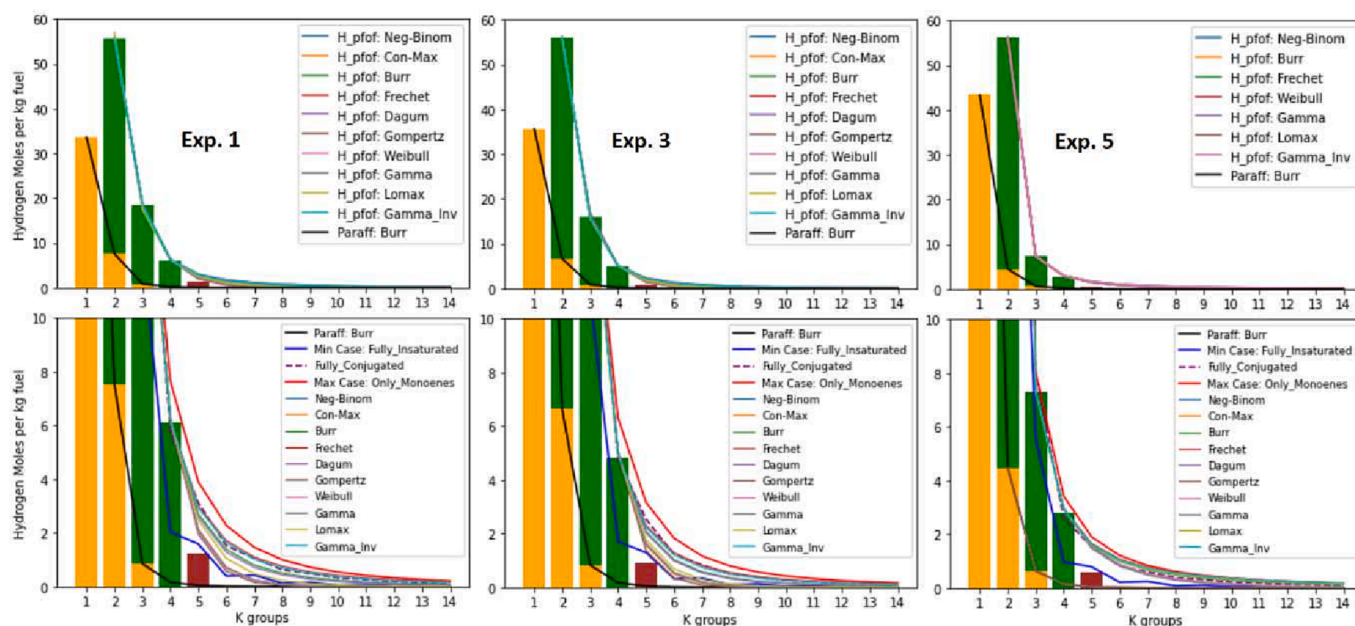 Hydrogen Moles per kg fuel
60
50
40
30
20
10
0
Exp. 1
H_pfof: Neg-Binom
H_pfof: Con-Max
H_pfof: Burr
H_pfof: Frechet
H_pfof: Dagum
H_pfof: Gompertz
H_pfof: Weibull
H_pfof: Gamma
H_pfof: Lomax
H_pfof: Gamma_Inv
Paraff: Burr
1 2 3 4 5 6 7 8 9 10 11 12 13 14
60
50
40
30
20
10
0
Exp. 3
H_pfof: Neg-Binom
H_pfof: Con-Max
H_pfof: Burr
H_pfof: Frechet
H_pfof: Dagum
H_pfof: Gompertz
H_pfof: Weibull
H_pfof: Gamma
H_pfof: Lomax
H_pfof: Gamma_Inv
Paraff: Burr
1 2 3 4 5 6 7 8 9 10 11 12 13 14
60
50
40
30
20
10
0
Exp. 5
H_pfof: Neg-Binom
H_pfof: Burr
H_pfof: Frechet
H_pfof: Weibull
H_pfof: Gamma
H_pfof: Lomax
H_pfof: Gamma_Inv
Paraff: Burr
1 2 3 4 5 6 7 8 9 10 11 12 13 14
Hydrogen Moles per kg fuel
10
8
6
4
2
0
Paraff: Burr
Min Case: Fully_Insaturated
Fully_Conjugated
Max Case: Only_Monoenes
Neg-Binom
Con-Max
Burr
Frechet
Dagum
Gompertz
Weibull
Gamma
Lomax
Gamma_Inv
1 2 3 4 5 6 7 8 9 10 11 12 13 14
K groups
10
8
6
4
2
0
Paraff: Burr
Min Case: Fully_Insaturated
Fully_Conjugated
Max Case: Only_Monoenes
Neg-Binom
Con-Max
Burr
Frechet
Dagum
Gompertz
Weibull
Gamma
Lomax
Gamma_Inv
1 2 3 4 5 6 7 8 9 10 11 12 13 14
K groups
10
8
6
4
2
0
Paraff: Burr
Min Case: Fully_Insaturated
Fully_Conjugated
Max Case: Only_Monoenes
Neg-Binom
Con-Max
Burr
Frechet
Dagum
Gompertz
Weibull
Gamma
Lomax
Gamma_Inv
1 2 3 4 5 6 7 8 9 10 11 12 13 14
K groups